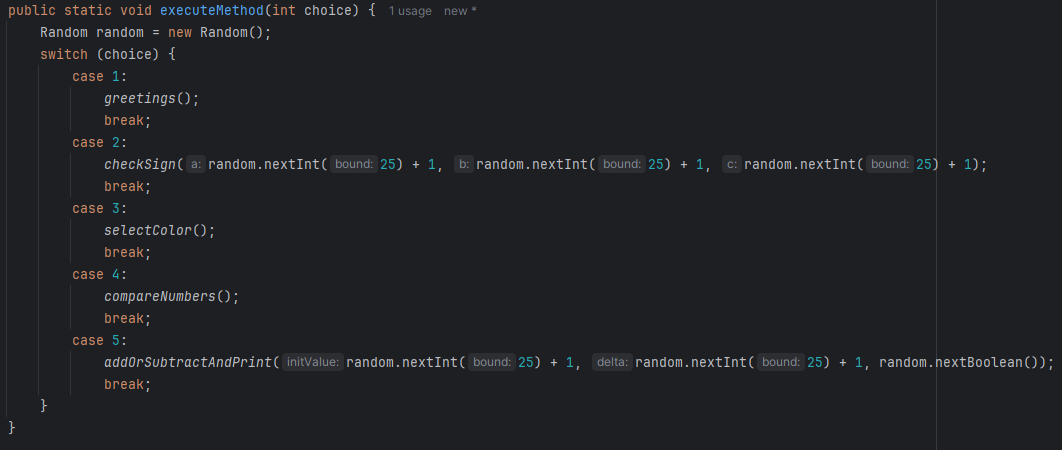 public static void executeMethod(int choice) { 1 usage new *
    Random random = new Random();
    switch (choice) {
        case 1:
            greetings();
            break;
        case 2:
            checkSign( a: random.nextInt( bound: 25) + 1, b: random.nextInt( bound: 25) + 1, c: random.nextInt( bound: 25) + 1);
            break;
        case 3:
            selectColor();
            break;
        case 4:
            compareNumbers();
            break;
        case 5:
            addOrSubtractAndPrint( initValue: random.nextInt( bound: 25) + 1, delta: random.nextInt( bound: 25) + 1, random.nextBoolean());
            break;
    }
}